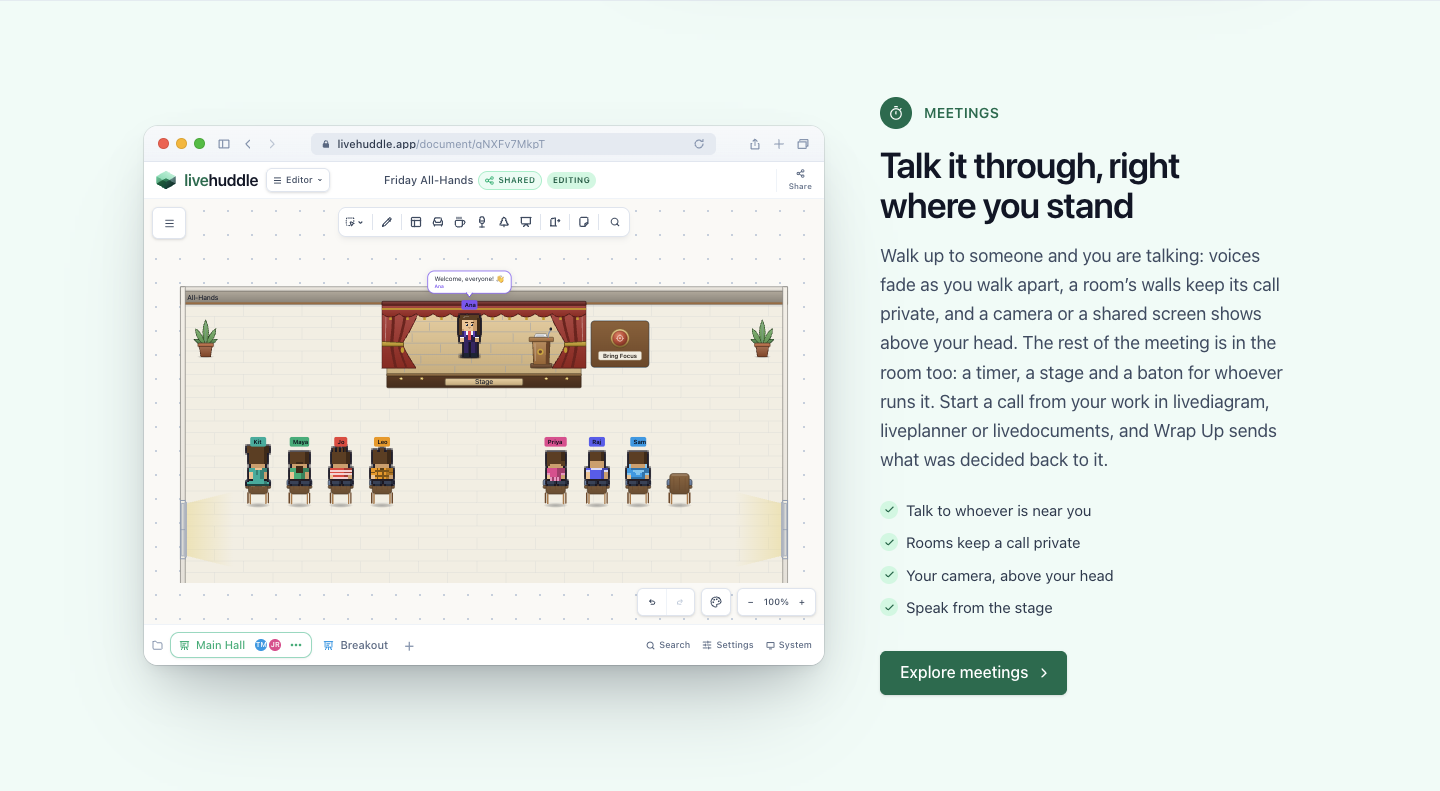 livehuddle.app/document/qNXFv7MkpT
livehuddle
Editor
Friday All-Hands
SHARED
EDITING
Share
Welcome, everyone! 👋
Ana
All-Hands
Ana
Bring Focus
Stage
Kit
Maya
Jo
Leo
Priya
Raj
Sam
100%
Main Hall
TM
JR
Breakout
Search
Settings
System
MEETINGS
Talk it through, right
where you stand
Walk up to someone and you are talking: voices
fade as you walk apart, a room’s walls keep its call
private, and a camera or a shared screen shows
above your head. The rest of the meeting is in the
room too: a timer, a stage and a baton for whoever
runs it. Start a call from your work in livediagram,
liveplanner or livedocuments, and Wrap Up sends
what was decided back to it.
Talk to whoever is near you
Rooms keep a call private
Your camera, above your head
Speak from the stage
Explore meetings